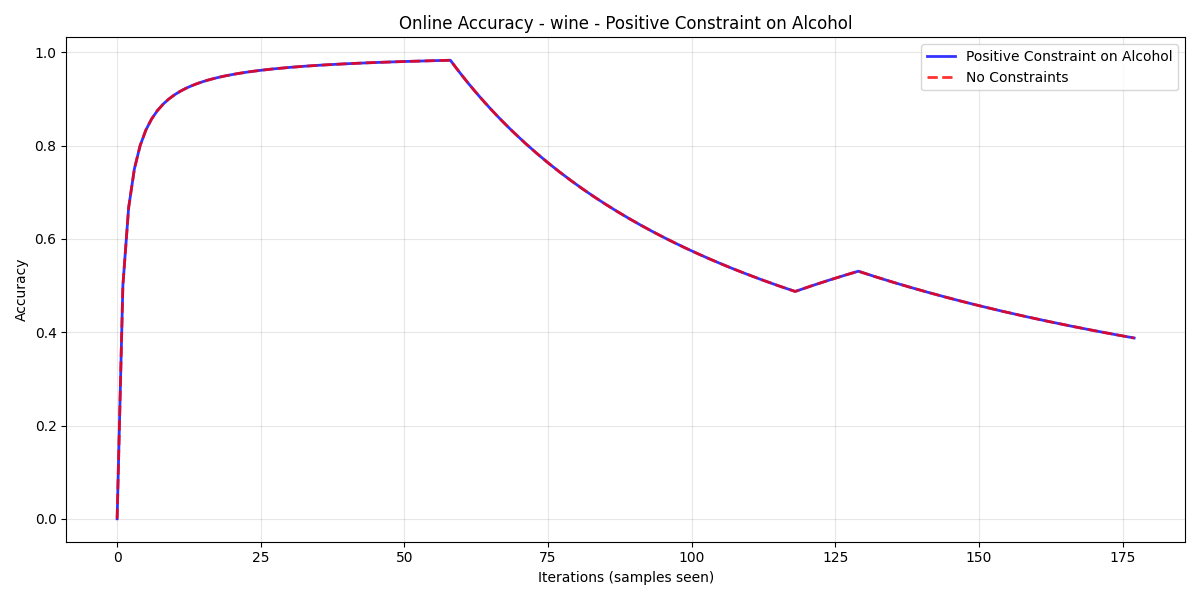 Online Accuracy - wine - Positive Constraint on Alcohol
Positive Constraint on Alcohol
No Constraints
Accuracy
1.0
0.8
0.6
0.4
0.2
0.0
0 25 50 75 100 125 150 175
Iterations (samples seen)